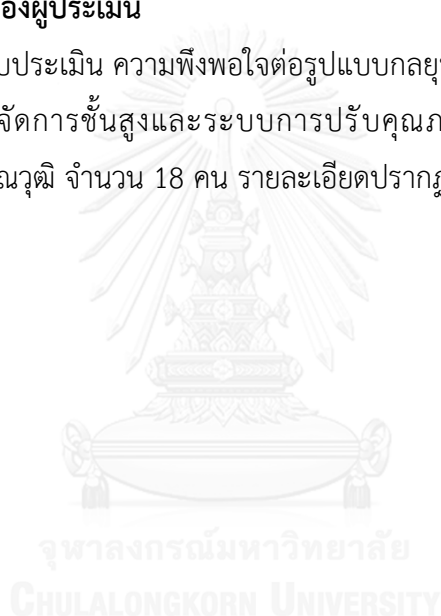 องผู้ประเมิน
บประเมิน ความพึงพอใจต่อรูปแบบกลยุ
จัดการชั้นสูงและระบบการปรับคุณภ
ณวุฒิ จำนวน 18 คน รายละเอียดปรากฏ
จุฬาลงกรณ์มหาวิทยาลัย
CHULALONGKORN UNIVERSITY